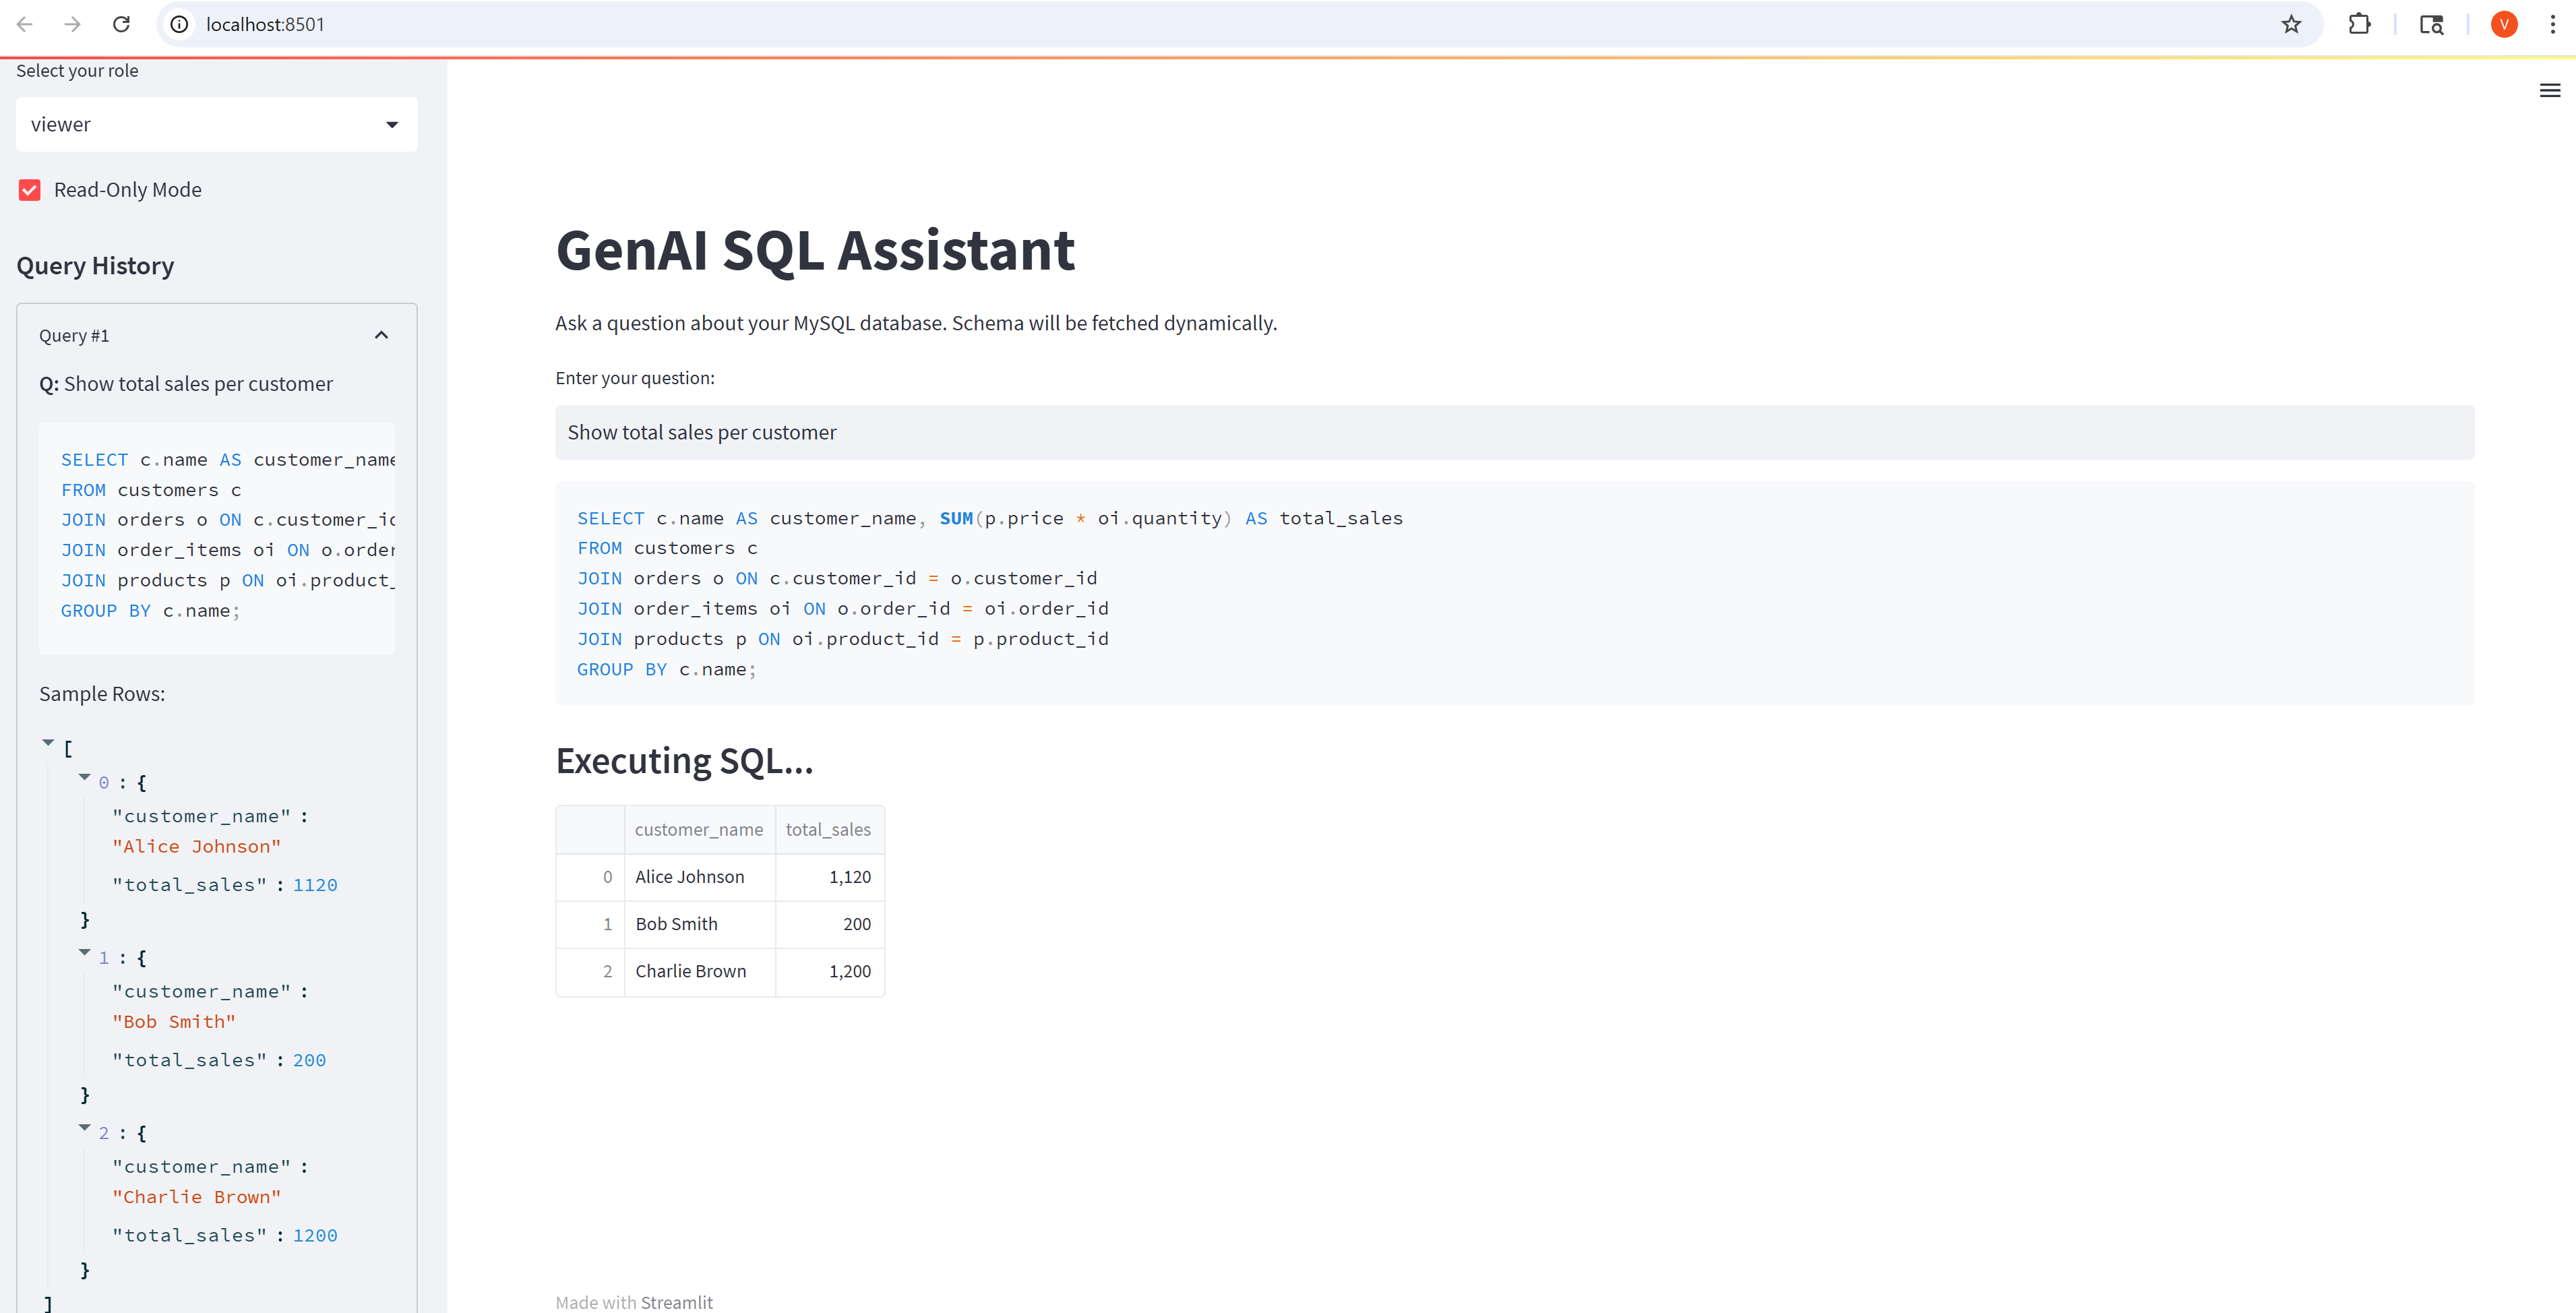 localhost:8501
V
Select your role
viewer
Read-Only Mode
Query History
Query #1
Q: Show total sales per customer
SELECT c.name AS customer_name
FROM customers c
JOIN orders o ON c.customer_id
JOIN order_items oi ON o.order
JOIN products p ON oi.product_
GROUP BY c.name;
Sample Rows:
[
0 : {
"customer_name" :
"Alice Johnson"
"total_sales" : 1120
}
1 : {
"customer_name" :
"Bob Smith"
"total_sales" : 200
}
2 : {
"customer_name" :
"Charlie Brown"
"total_sales" : 1200
}
]
GenAI SQL Assistant
Ask a question about your MySQL database. Schema will be fetched dynamically.
Enter your question:
Show total sales per customer
SELECT c.name AS customer_name, SUM(p.price * oi.quantity) AS total_sales
FROM customers c
JOIN orders o ON c.customer_id = o.customer_id
JOIN order_items oi ON o.order_id = oi.order_id
JOIN products p ON oi.product_id = p.product_id
GROUP BY c.name;
Executing SQL...
customer_name total_sales
0 Alice Johnson 1,120
1 Bob Smith 200
2 Charlie Brown 1,200
Made with Streamlit